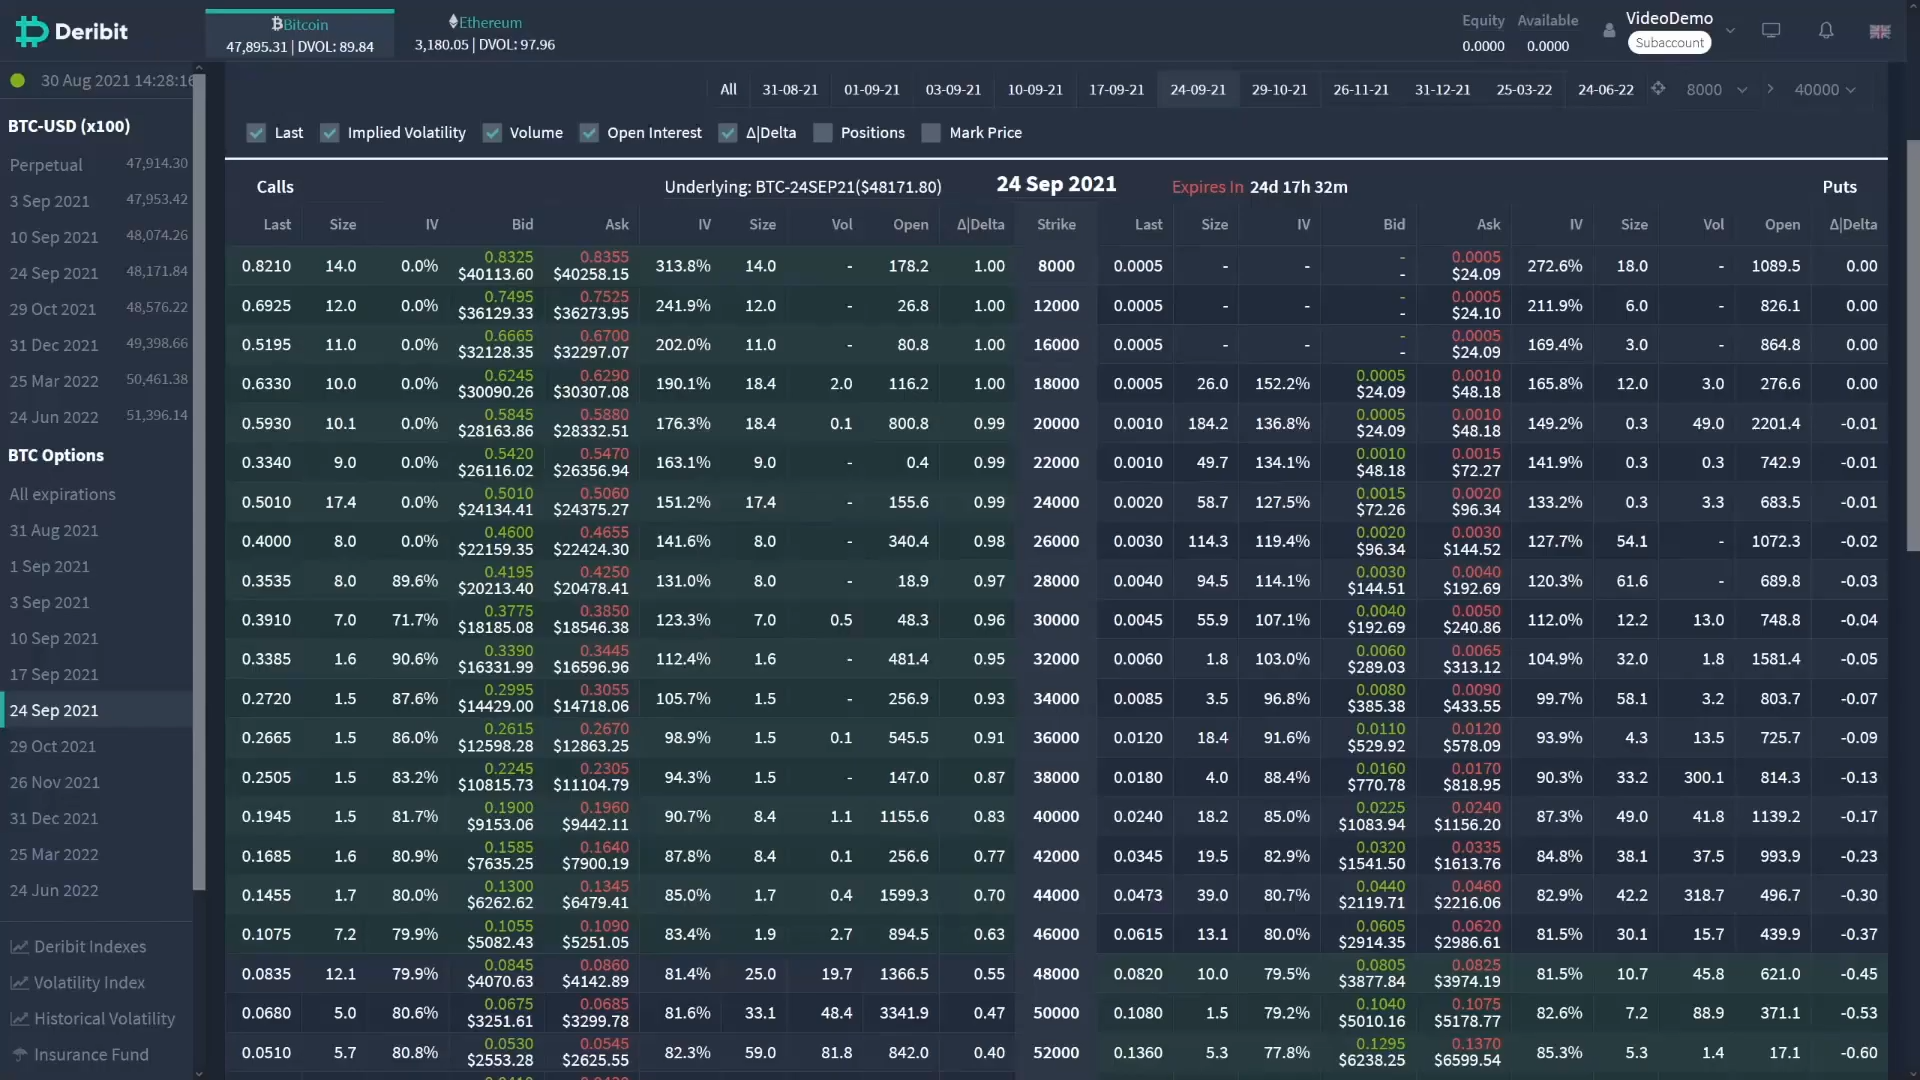 Deribit
Bitcoin
47,895.31 | DVOL: 89.84
Ethereum
3,180.05 | DVOL: 97.96
Equity 0.0000
Available 0.0000
VideoDemo
Subaccount
30 Aug 2021 14:28:16
BTC-USD (x100)
Perpetual 47,914.30
3 Sep 2021 47,953.42
10 Sep 2021 48,074.26
24 Sep 2021 48,171.84
29 Oct 2021 48,576.22
31 Dec 2021 49,398.66
25 Mar 2022 50,461.38
24 Jun 2022 51,396.14
BTC Options
All expirations
31 Aug 2021
1 Sep 2021
3 Sep 2021
10 Sep 2021
17 Sep 2021
24 Sep 2021
29 Oct 2021
26 Nov 2021
31 Dec 2021
25 Mar 2022
24 Jun 2022
Deribit Indexes
Volatility Index
Historical Volatility
Insurance Fund
All 31-08-21 01-09-21 03-09-21 10-09-21 17-09-21 24-09-21 29-10-21 26-11-21 31-12-21 25-03-22 24-06-22 8000 > 40000
Last Implied Volatility Volume Open Interest Δ|Delta Positions Mark Price
Calls Underlying: BTC-24SEP21($48171.80) 24 Sep 2021 Expires In 24d 17h 32m Puts
Last Size IV Bid Ask IV Size Vol Open Δ|Delta Strike Last Size IV Bid Ask IV Size Vol Open Δ|Delta
0.8210 14.0 0.0% 0.8325 $40113.60 0.8355 $40258.15 313.8% 14.0 - 178.2 1.00 8000 0.0005 - - - - 0.0005 $24.09 272.6% 18.0 - 1089.5 0.00
0.6925 12.0 0.0% 0.7495 $36129.33 0.7525 $36273.95 241.9% 12.0 - 26.8 1.00 12000 0.0005 - - - - 0.0005 $24.10 211.9% 6.0 - 826.1 0.00
0.5195 11.0 0.0% 0.6665 $32128.35 0.6700 $32297.07 202.0% 11.0 - 80.8 1.00 16000 0.0005 - - - - 0.0005 $24.09 169.4% 3.0 - 864.8 0.00
0.6330 10.0 0.0% 0.6245 $30090.26 0.6290 $30307.08 190.1% 18.4 2.0 116.2 1.00 18000 0.0005 26.0 152.2% 0.0005 $24.09 0.0010 $48.18 165.8% 12.0 3.0 276.6 0.00
0.5930 10.1 0.0% 0.5845 $28163.86 0.5880 $28332.51 176.3% 18.4 0.1 800.8 0.99 20000 0.0010 184.2 136.8% 0.0005 $24.09 0.0010 $48.18 149.2% 0.3 49.0 2201.4 -0.01
0.3340 9.0 0.0% 0.5420 $26116.02 0.5470 $26356.94 163.1% 9.0 - 0.4 0.99 22000 0.0010 49.7 134.1% 0.0010 $48.18 0.0015 $72.27 141.9% 0.3 0.3 742.9 -0.01
0.5010 17.4 0.0% 0.5010 $24134.41 0.5060 $24375.27 151.2% 17.4 - 155.6 0.99 24000 0.0020 58.7 127.5% 0.0015 $72.26 0.0020 $96.34 133.2% 0.3 3.3 683.5 -0.01
0.4000 8.0 0.0% 0.4600 $22159.35 0.4655 $22424.30 141.6% 8.0 - 340.4 0.98 26000 0.0030 114.3 119.4% 0.0020 $96.34 0.0030 $144.52 127.7% 54.1 - 1072.3 -0.02
0.3535 8.0 89.6% 0.4195 $20213.40 0.4250 $20478.41 131.0% 8.0 - 18.9 0.97 28000 0.0040 94.5 114.1% 0.0030 $144.51 0.0040 $192.69 120.3% 61.6 - 689.8 -0.03
0.3910 7.0 71.7% 0.3775 $18185.08 0.3850 $18546.38 123.3% 7.0 0.5 48.3 0.96 30000 0.0045 55.9 107.1% 0.0040 $192.69 0.0050 $240.86 112.0% 12.2 13.0 748.8 -0.04
0.3385 1.6 90.6% 0.3390 $16331.99 0.3445 $16596.96 112.4% 1.6 - 481.4 0.95 32000 0.0060 1.8 103.0% 0.0060 $289.03 0.0065 $313.12 104.9% 32.0 1.8 1581.4 -0.05
0.2720 1.5 87.6% 0.2995 $14429.00 0.3055 $14718.06 105.7% 1.5 - 256.9 0.93 34000 0.0085 3.5 96.8% 0.0080 $385.38 0.0090 $433.55 99.7% 58.1 3.2 803.7 -0.07
0.2665 1.5 86.0% 0.2615 $12598.28 0.2670 $12863.25 98.9% 1.5 0.1 545.5 0.91 36000 0.0120 18.4 91.6% 0.0110 $529.92 0.0120 $578.09 93.9% 4.3 13.5 725.7 -0.09
0.2505 1.5 83.2% 0.2245 $10815.73 0.2305 $11104.79 94.3% 1.5 - 147.0 0.87 38000 0.0180 4.0 88.4% 0.0160 $770.78 0.0170 $818.95 90.3% 33.2 300.1 814.3 -0.13
0.1945 1.5 81.7% 0.1900 $9153.06 0.1960 $9442.11 90.7% 8.4 1.1 1155.6 0.83 40000 0.0240 18.2 85.0% 0.0225 $1083.94 0.0240 $1156.20 87.3% 49.0 41.8 1139.2 -0.17
0.1685 1.6 80.9% 0.1585 $7635.25 0.1640 $7900.19 87.8% 8.4 0.1 256.6 0.77 42000 0.0345 19.5 82.9% 0.0320 $1541.50 0.0335 $1613.76 84.8% 38.1 37.5 993.9 -0.23
0.1455 1.7 80.0% 0.1300 $6262.62 0.1345 $6479.41 85.0% 1.7 0.4 1599.3 0.70 44000 0.0473 39.0 80.7% 0.0440 $2119.71 0.0460 $2216.06 82.9% 42.2 318.7 496.7 -0.30
0.1075 7.2 79.9% 0.1055 $5082.43 0.1090 $5251.05 83.4% 1.9 2.7 894.5 0.63 46000 0.0615 13.1 80.0% 0.0605 $2914.35 0.0620 $2986.61 81.5% 30.1 15.7 439.9 -0.37
0.0835 12.1 79.9% 0.0845 $4070.63 0.0860 $4142.89 81.4% 25.0 19.7 1366.5 0.55 48000 0.0820 10.0 79.5% 0.0805 $3877.84 0.0825 $3974.19 81.5% 10.7 45.8 621.0 -0.45
0.0680 5.0 80.6% 0.0675 $3251.61 0.0685 $3299.78 81.6% 33.1 48.4 3341.9 0.47 50000 0.1080 1.5 79.2% 0.1040 $5010.16 0.1075 $5178.77 82.6% 7.2 88.9 371.1 -0.53
0.0510 5.7 80.8% 0.0530 $2553.28 0.0545 $2625.55 82.3% 59.0 81.8 842.0 0.40 52000 0.1360 5.3 77.8% 0.1295 $6238.25 0.1370 $6599.54 85.3% 5.3 1.4 17.1 -0.60